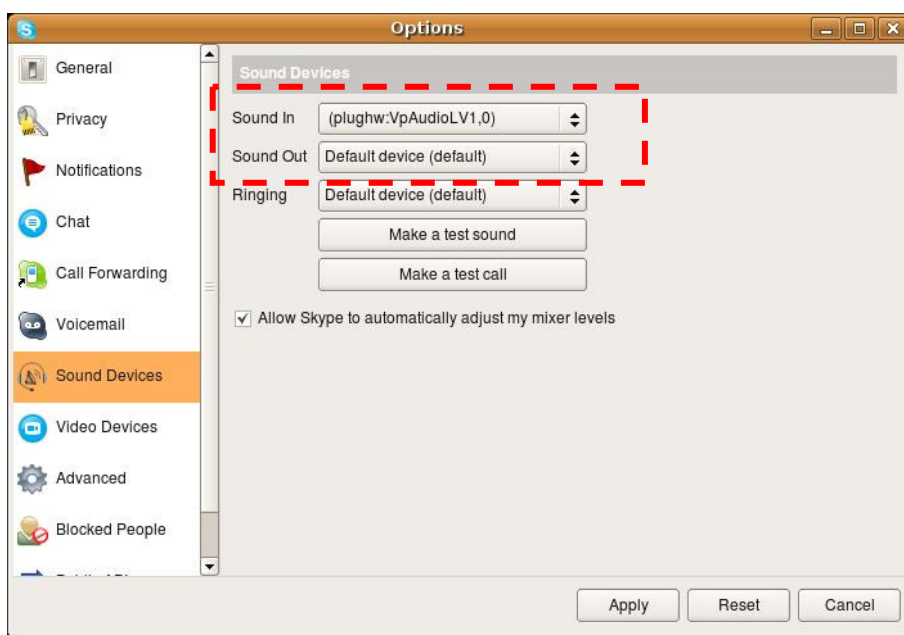 Options
General
Privacy
Notifications
Chat
Call Forwarding
Voicemail
Sound Devices
Video Devices
Advanced
Blocked People
Sound Devices
Sound In (plughw:VpAudioLV1,0)
Sound Out Default device (default)
Ringing Default device (default)
Make a test sound
Make a test call
Allow Skype to automatically adjust my mixer levels
Apply Reset Cancel